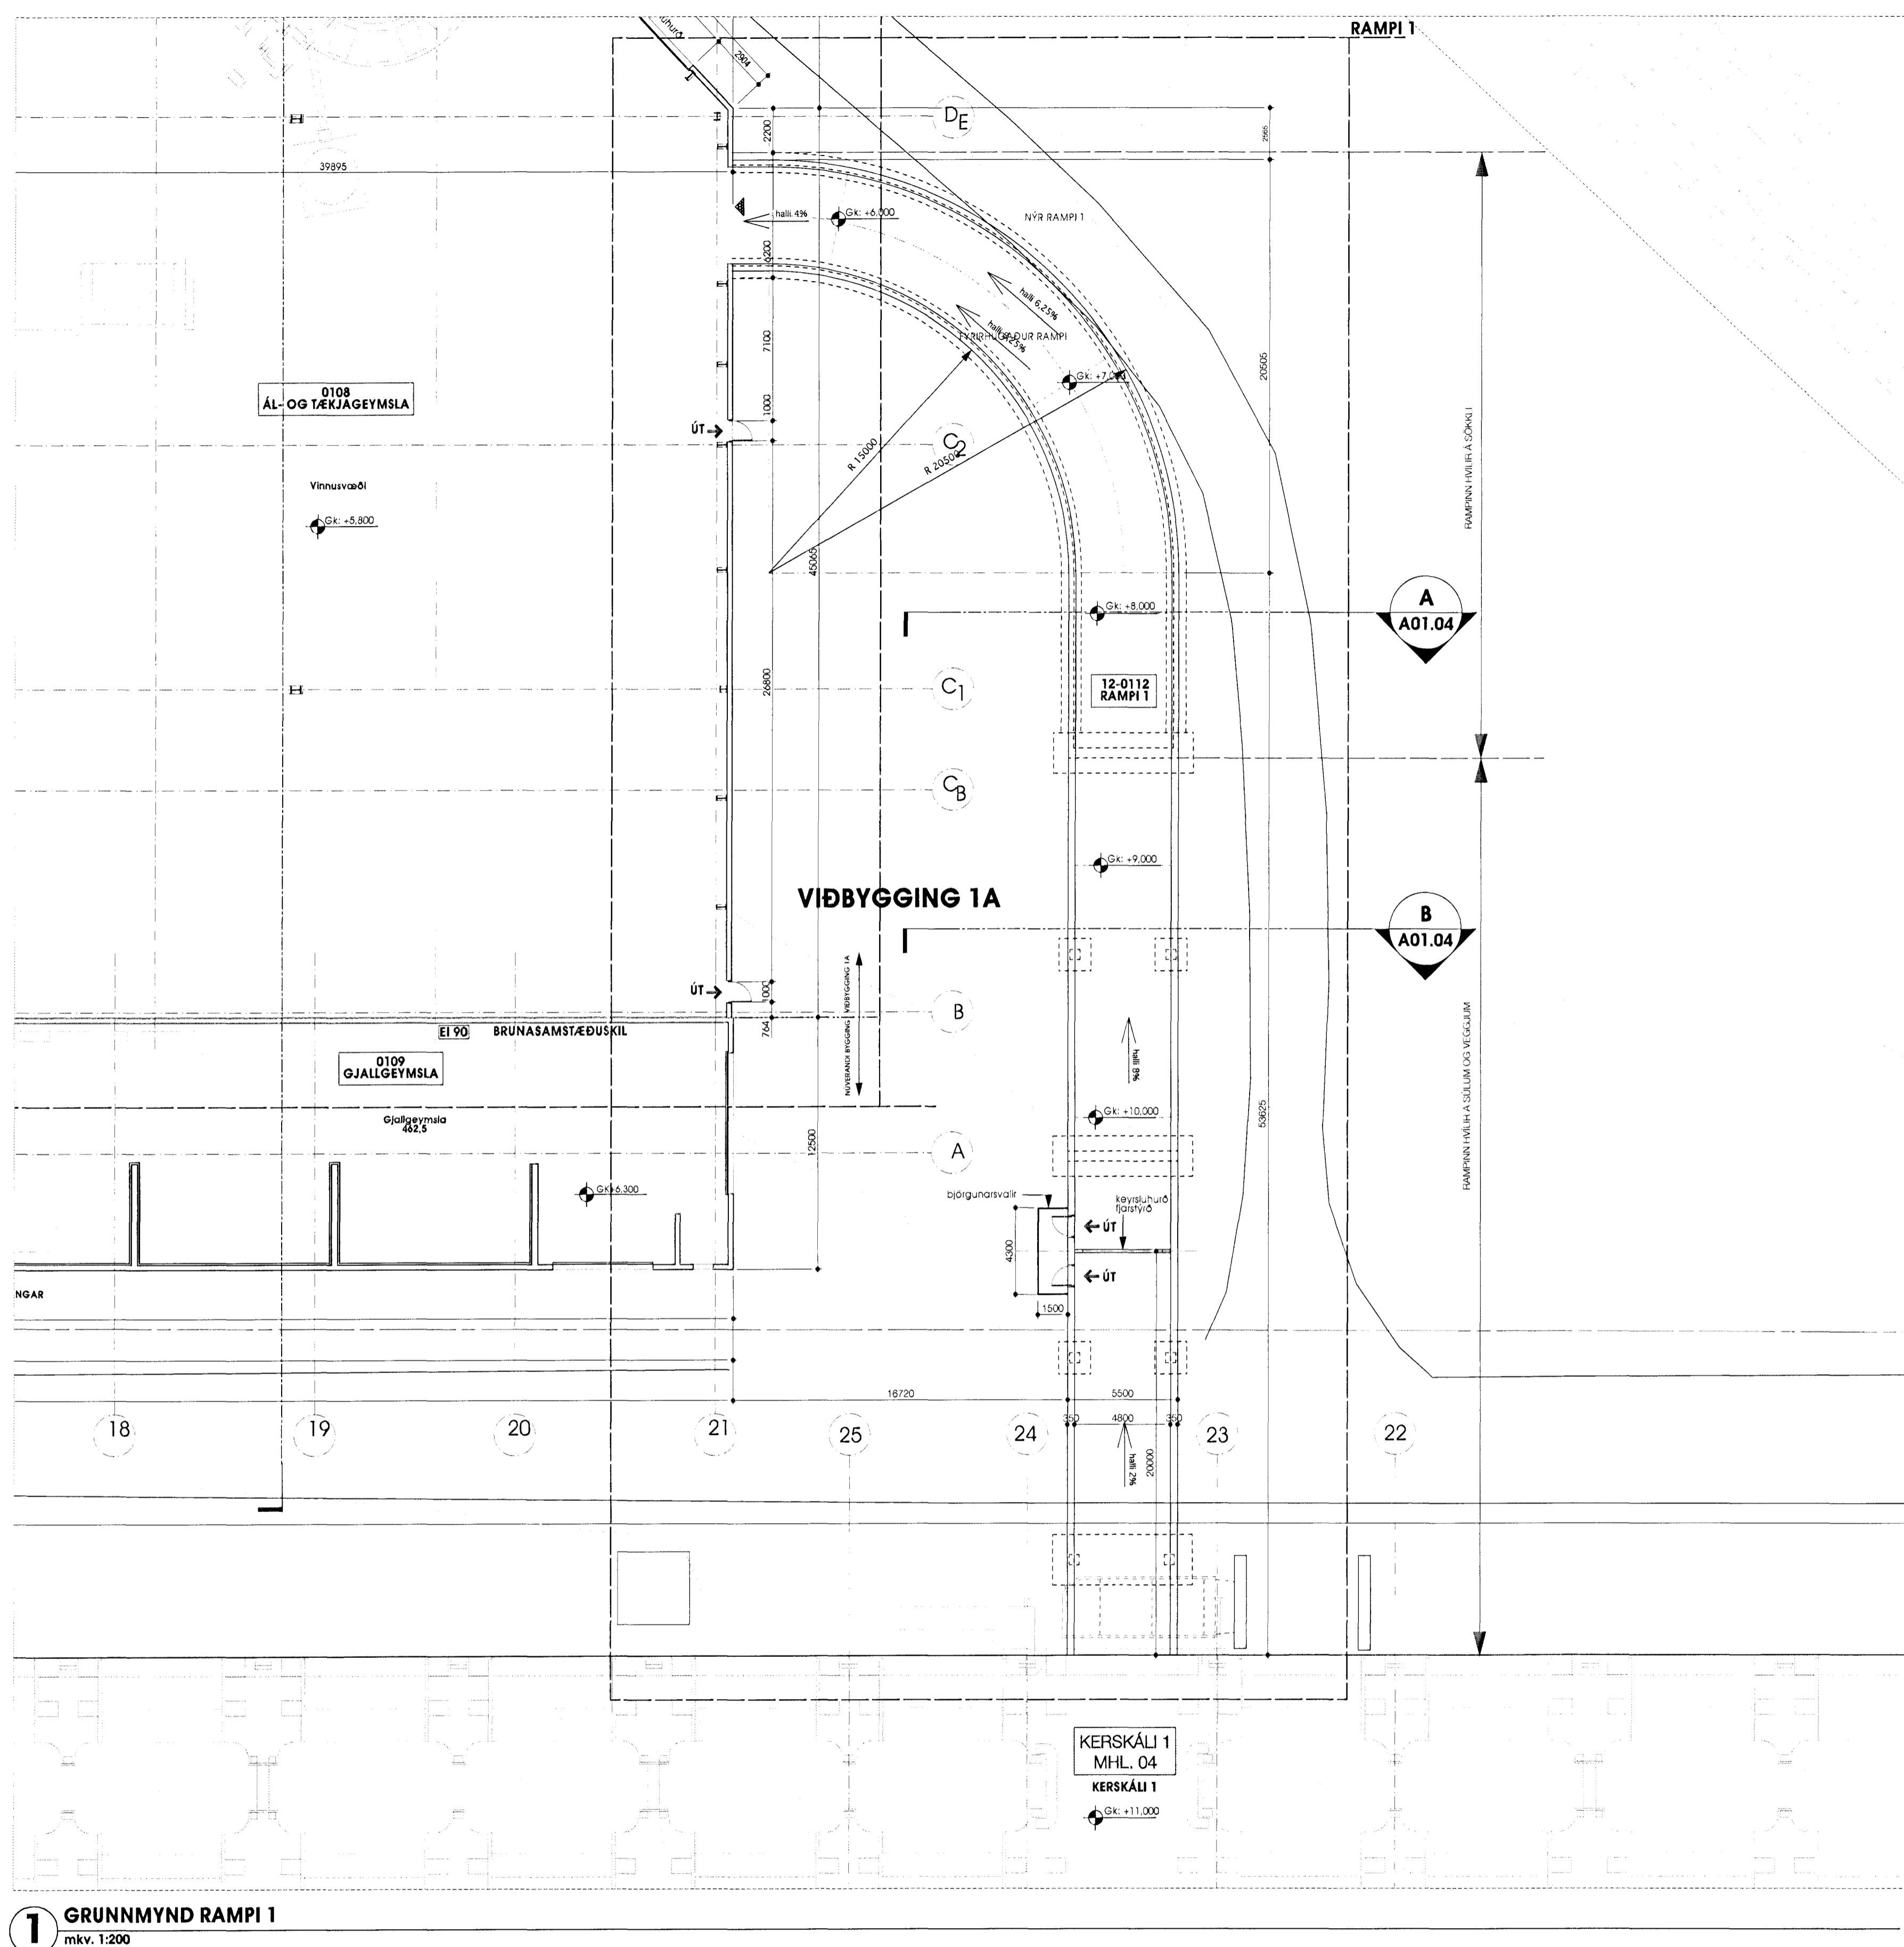 RAMPI 1
2904
D E
2200
2565
39895
halli 4%
Gk: +6,000
NÝR RAMPI 1
6200
halli 6,25%
FYRIRHUGAÐUR RAMPI
7100
20505
Gk: +7,000
0108
ÁL- OG TÆKJAGEYMSLA
1000
ÚT
C2
R 15000
R 20500
RAMPINN HVÍLIR Á SÖKKLI
Vinnusvæði
Gk: +5,800
45065
Gk: +8,000
A
A01.04
26800
C1
12-0112
RAMPI 1
CB
Gk: +9,000
VIÐBYGGING 1A
B
A01.04
ÚT
1000
NÚVERANDI BYGGING
VIÐBYGGING 1A
B
764
EI 90
BRUNASAMSTÆÐUSKIL
0109
GJALLGEYMSLA
halli 8%
Gjallgeymsla
462,5
Gk: +10,000
53625
RAMPINN HVÍLIR Á SÚLUM OG VEGGJUM
12500
A
Gk+6,300
björgunarsvalir
keyrsluhurð
fjarstýrð
ÚT
4300
ÚT
NGAR
1500
16720
5500
350
4800
350
18
19
20
21
25
24
23
22
halli 2%
20000
KERSKÁLI 1
MHL. 04
KERSKÁLI 1
Gk: +11,000
1
GRUNNMYND RAMPI 1
mkv. 1:200